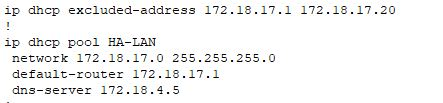 ip dhcp excluded-address 172.18.17.1 172.18.17.20
!
ip dhcp pool HA-LAN
network 172.18.17.0 255.255.255.0
default-router 172.18.17.1
dns-server 172.18.4.5